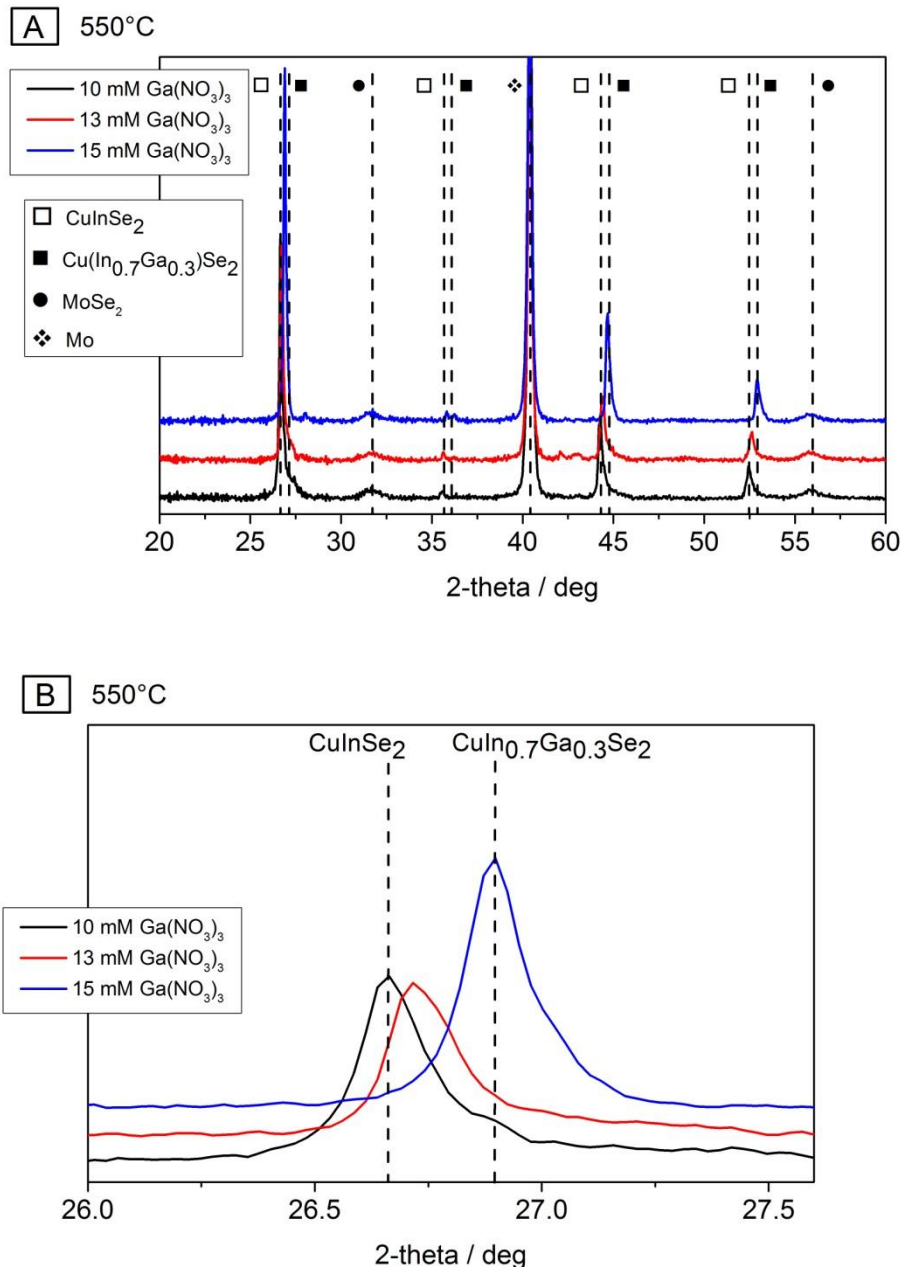 A 550°C
10 mM Ga(NO3)3
13 mM Ga(NO3)3
15 mM Ga(NO3)3
CuInSe2
Cu(In0.7Ga0.3)Se2
MoSe2
Mo
20 25 30 35 40 45 50 55 60
2-theta / deg
B 550°C
CuInSe2 CuIn0.7Ga0.3Se2
10 mM Ga(NO3)3
13 mM Ga(NO3)3
15 mM Ga(NO3)3
26.0 26.5 27.0 27.5
2-theta / deg